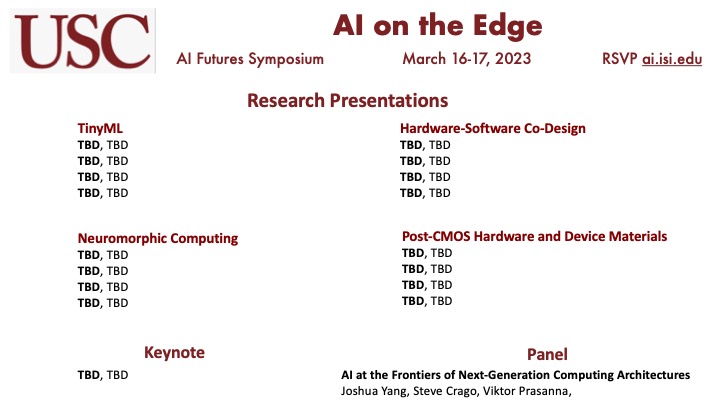 USC
AI on the Edge
AI Futures Symposium March 16-17, 2023 RSVP ai.isi.edu
Research Presentations
TinyML
TBD, TBD
TBD, TBD
TBD, TBD
TBD, TBD
Hardware-Software Co-Design
TBD, TBD
TBD, TBD
TBD, TBD
TBD, TBD
Neuromorphic Computing
TBD, TBD
TBD, TBD
TBD, TBD
TBD, TBD
Post-CMOS Hardware and Device Materials
TBD, TBD
TBD, TBD
TBD, TBD
TBD, TBD
Keynote
TBD, TBD
Panel
AI at the Frontiers of Next-Generation Computing Architectures
Joshua Yang, Steve Crago, Viktor Prasanna,